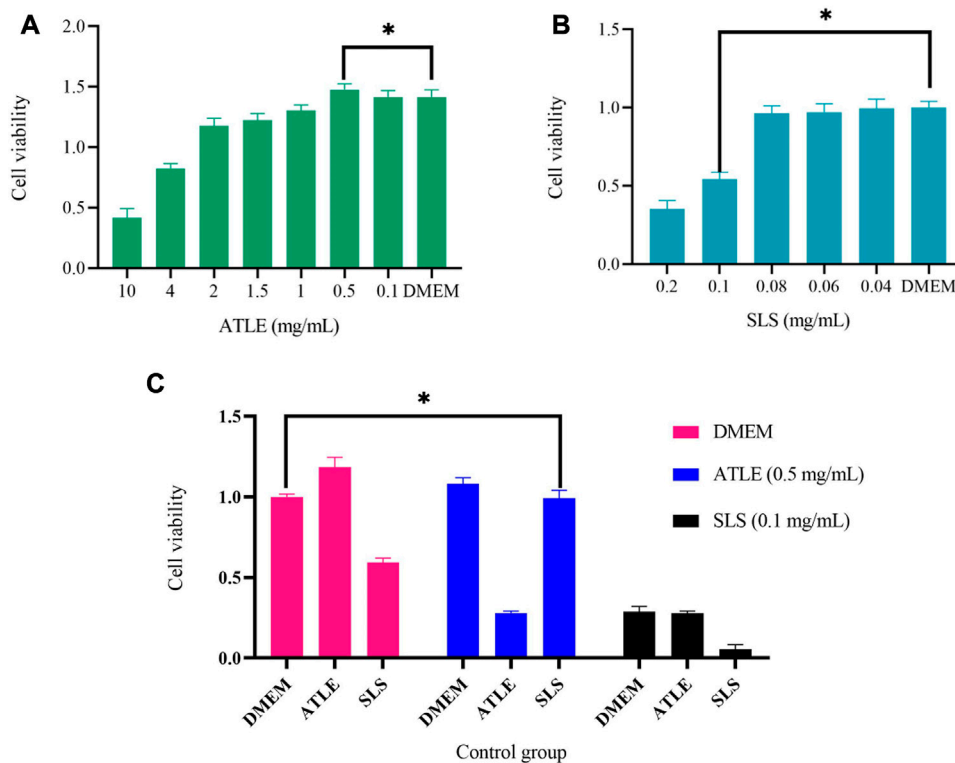 A
*
2.0
1.5
1.0
0.5
0.0
Cell viability
10 4 2 1.5 1 0.5 0.1 DMEM
ATLE (mg/mL)
B
*
1.5
1.0
0.5
0.0
Cell viability
0.2 0.1 0.08 0.06 0.04 DMEM
SLS (mg/mL)
C
*
1.5
1.0
0.5
0.0
Cell viability
DMEM
ATLE (0.5 mg/mL)
SLS (0.1 mg/mL)
DMEM ATLE SLS DMEM ATLE SLS DMEM ATLE SLS
Control group